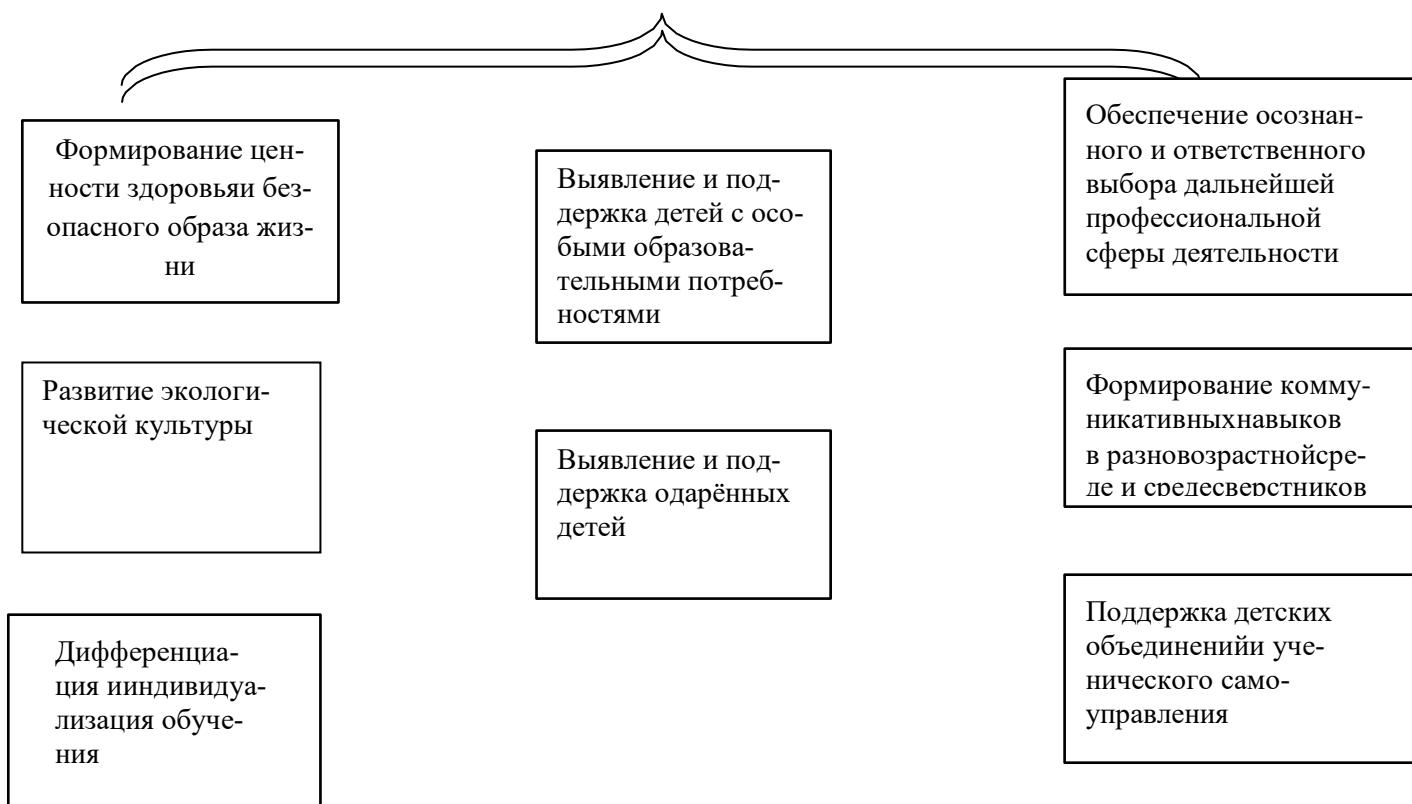 Формирование цен-
ности здоровьяи без-
опасного образа жиз-
ни
Развитие экологи-
ческой культуры
Дифференциа-
ция ииндивидуа-
лизация обуче-
ния
Выявление и под-
держка детей с осо-
быми образова-
тельными потреб-
ностями
Выявление и под-
держка одарённых
детей
Обеспечение осознан-
ного и ответственного
выбора дальнейшей
профессиональной
сферы деятельности
Формирование комму-
никативныхнавыков
в разновозрастнойсре-
де и средесверстников
Поддержка детских
объединенийи уче-
нического само-
управления